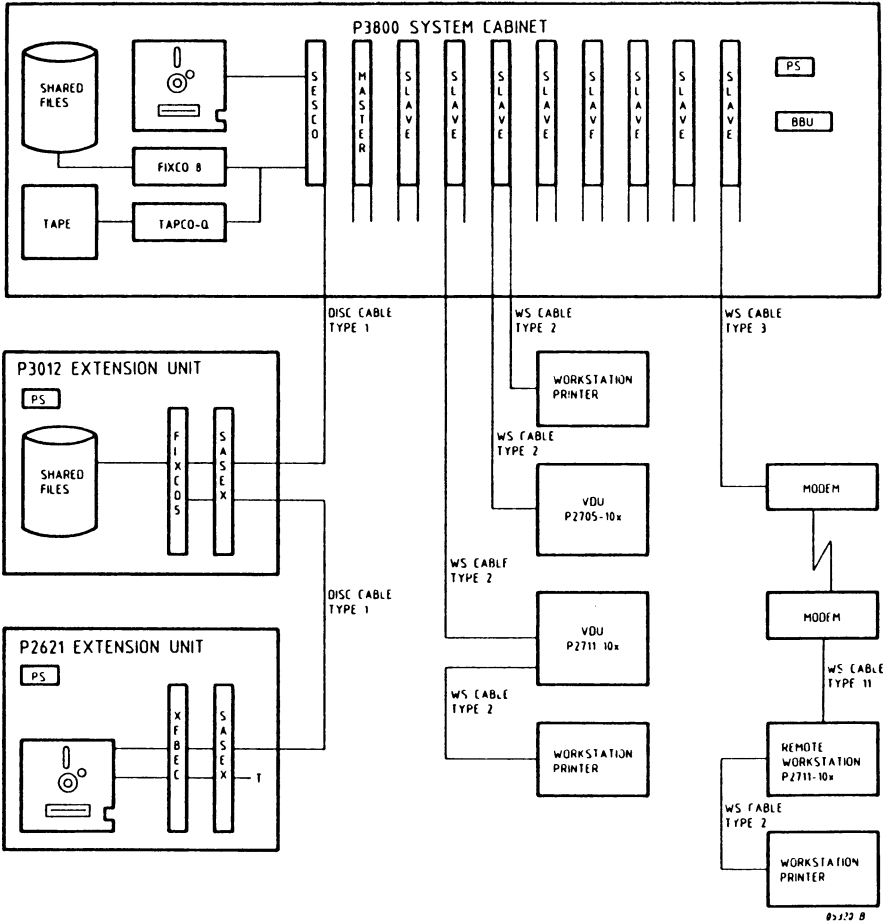 P3800 SYSTEM CABINET
SHARED
FILES
FIXCO 8
TAPE
TAPCO-Q
SESCO
MASTER
SLAVE
SLAVE
SLAVE
SLAVE
SLAVE
SLAVE
SLAVE
SLAVE
PS
BBU
DISC CABLE
TYPE 1
WS CABLE
TYPE 2
WS CABLE
TYPE 3
P3012 EXTENSION UNIT
PS
SHARED
FILES
FIXCOS
SASEX
WORKSTATION
PRINTER
WS CABLE
TYPE 2
VDU
P2705-10x
MODEM
WS CABLE
TYPE 2
DISC CABLE
TYPE 1
VDU
P2711 10x
MODEM
P2621 EXTENSION UNIT
PS
XFBEC
SASEX
T
WS CABLE
TYPE 2
WS CABLE
TYPE 11
WORKSTATION
PRINTER
REMOTE
WORKSTATION
P2711-10x
WS CABLE
TYPE 2
WORKSTATION
PRINTER